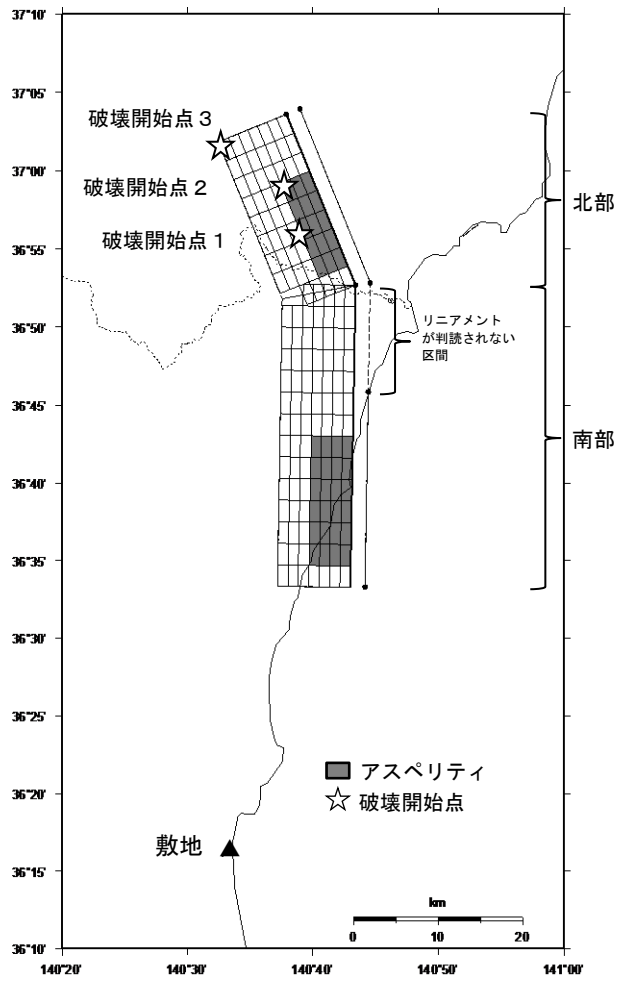 37°10'
37°05'
37°00'
36°55'
36°50'
36°45'
36°40'
36°35'
36°30'
36°25'
36°20'
36°15'
36°10'
破壊開始点３
破壊開始点２
破壊開始点１
北部
リニアメント
が判読されない
区間
南部
アスペリティ
破壊開始点
敷地
km
0 10 20
140°20' 140°30' 140°40' 140°50' 141°00'